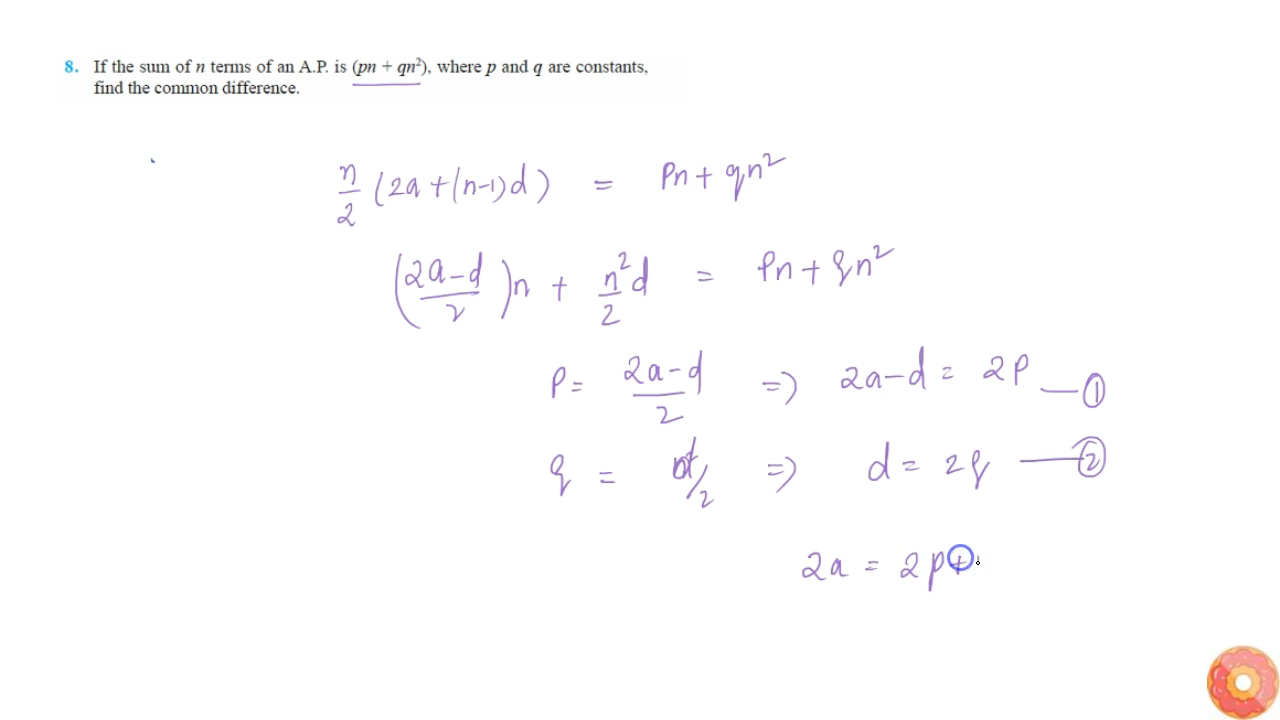 8. If the sum of n terms of an A.P. is (pn + qn²), where p and q are constants,
find the common difference.
n/2 (2a + (n-1)d) = Pn + qn²
((2a-d)/2)n + n²d/2 = Pn + qn²
P = (2a-d)/2 => 2a-d = 2P —①
q = d/2 => d = 2q —②
2a = 2p+